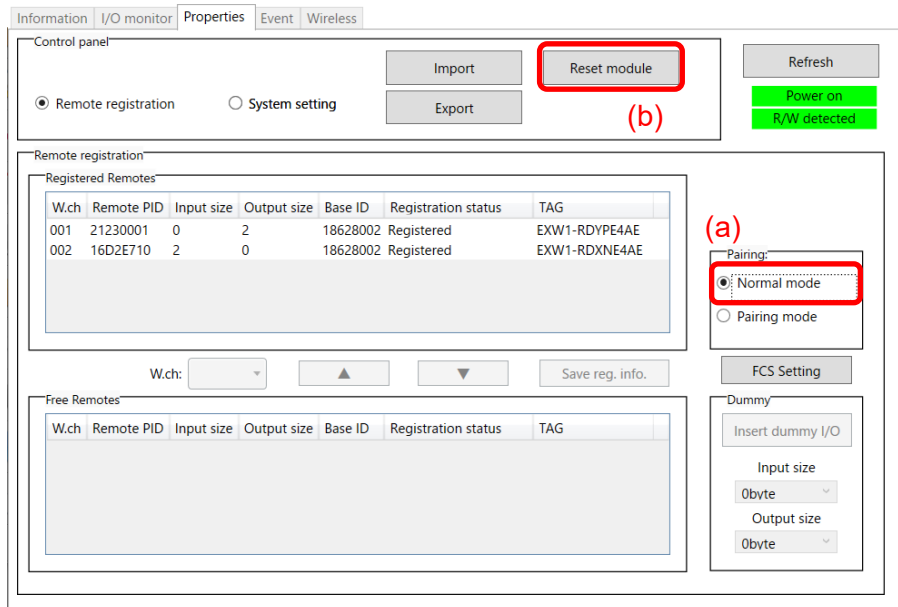 Information I/O monitor Properties Event Wireless
Control panel
Import
Reset module
Refresh
Remote registration
System setting
Export
(b)
Power on
R/W detected
Remote registration
Registered Remotes
W.ch Remote PID Input size Output size Base ID Registration status TAG
001 21230001 0 2 18628002 Registered EXW1-RDYPE4AE
002 16D2E710 2 0 18628002 Registered EXW1-RDXNE4AE
(a)
Pairing:
Normal mode
Pairing mode
W.ch:
▲
▼
Save reg. info.
FCS Setting
Free Remotes
W.ch Remote PID Input size Output size Base ID Registration status TAG
Dummy
Insert dummy I/O
Input size
0byte
Output size
0byte